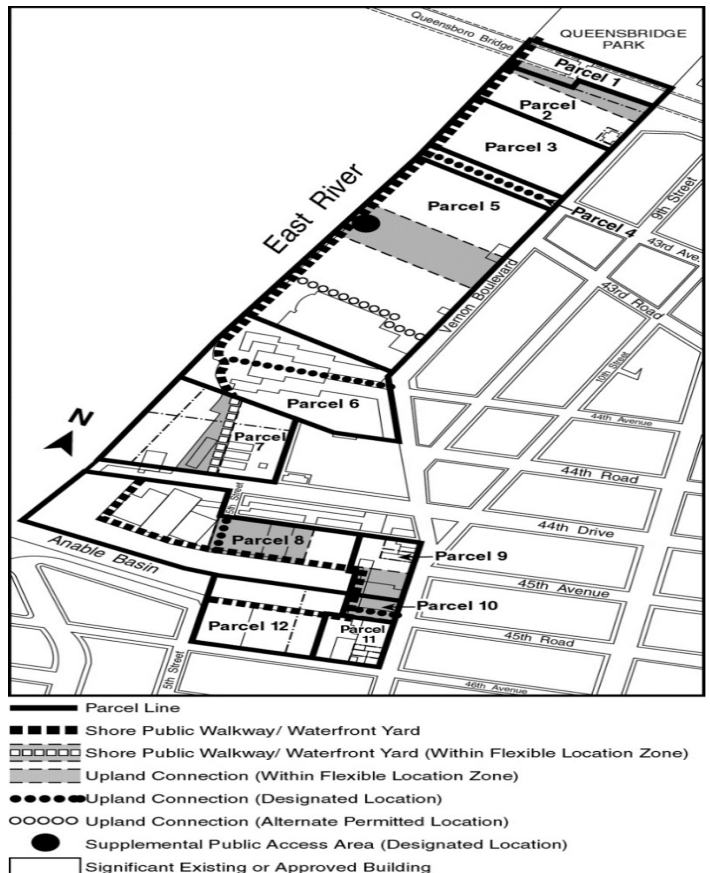 Queensboro Bridge
QUEENSBRIDGE
PARK
Parcel 1
Parcel
2
Parcel 3
East River
Parcel 5
Parcel 4
9th Street
43rd Ave.
43rd Road
Vernon Boulevard
10th Street
Parcel 6
44th Avenue
N
Parcel
7
44th Road
5th Street
44th Drive
Parcel 8
Anable Basin
Parcel 9
45th Avenue
Parcel 10
Parcel 12
Parcel
11
45th Road
5th Street
46th Avenue
Parcel Line
Shore Public Walkway/ Waterfront Yard
Shore Public Walkway/ Waterfront Yard (Within Flexible Location Zone)
Upland Connection (Within Flexible Location Zone)
Upland Connection (Designated Location)
Upland Connection (Alternate Permitted Location)
Supplemental Public Access Area (Designated Location)
Significant Existing or Approved Building